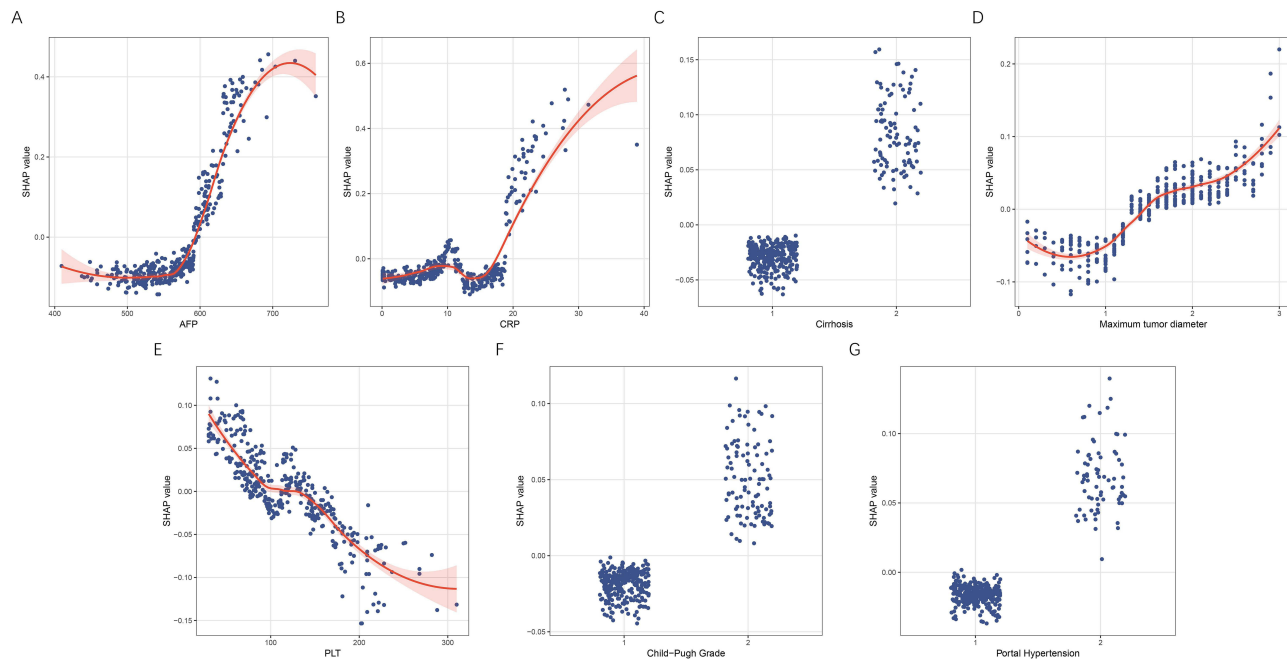 A
B
C
D
SHAP value
0.4
0.2
0.0
400
500
600
700
AFP
SHAP value
0.6
0.4
0.2
0.0
0
10
20
30
40
CRP
SHAP value
0.15
0.10
0.05
0.00
−0.05
1
2
Cirrhosis
SHAP value
0.2
0.1
0.0
−0.1
0
1
2
3
Maximum tumor diameter
E
F
G
SHAP value
0.10
0.05
0.00
−0.05
−0.10
−0.15
100
200
300
PLT
SHAP value
0.10
0.05
0.00
−0.05
1
2
Child−Pugh Grade
SHAP value
0.10
0.05
0.00
1
2
Portal Hypertension